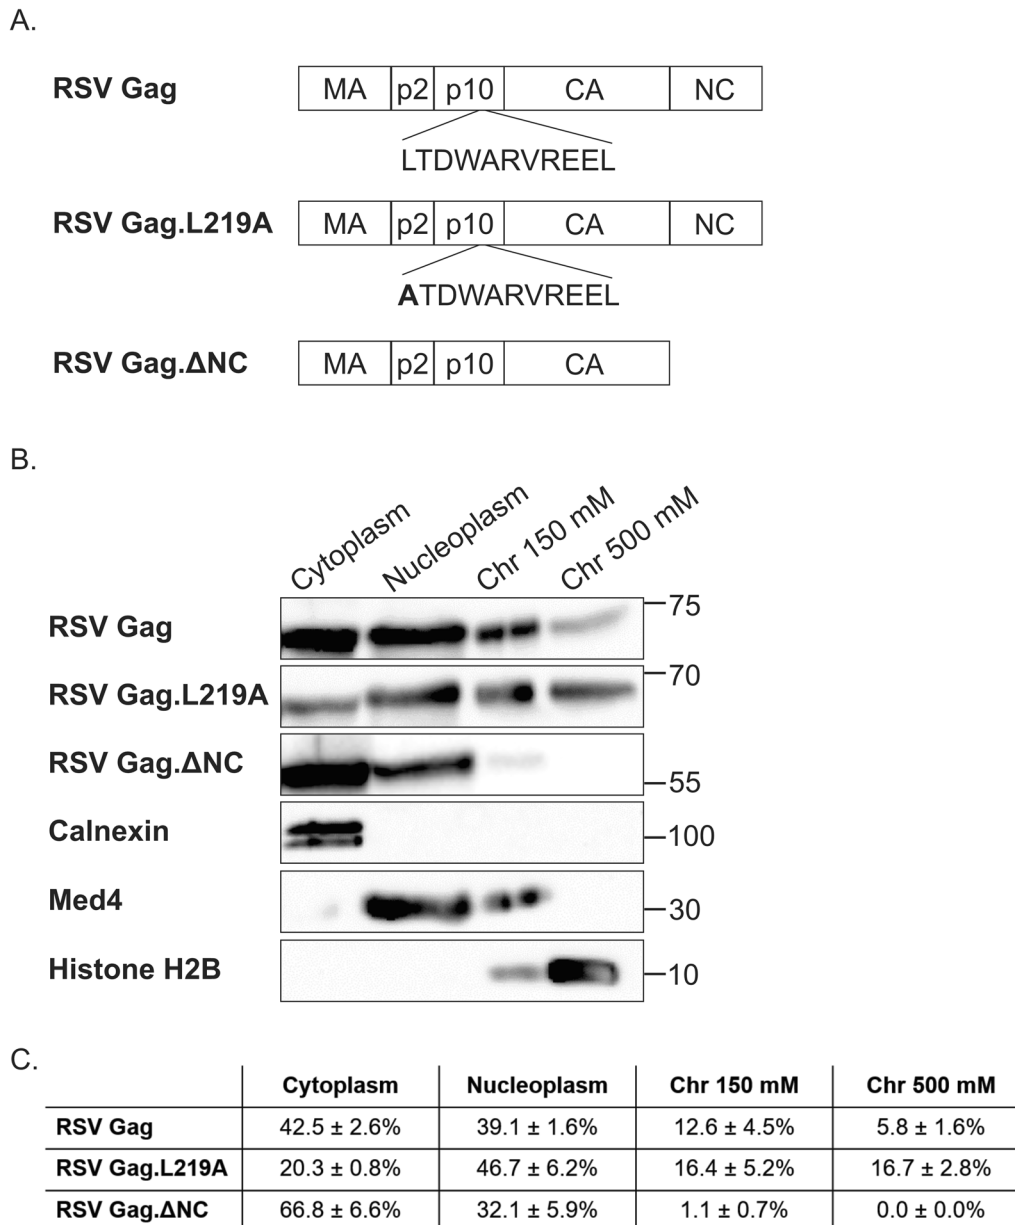 A.
RSV Gag MA p2 p10 CA NC
LTDWARVREEL
RSV Gag.L219A MA p2 p10 CA NC
ATDWARVREEL
RSV Gag.ΔNC MA p2 p10 CA
B.
Cytoplasm Nucleoplasm Chr 150 mM Chr 500 mM
RSV Gag 75
RSV Gag.L219A 70
RSV Gag.ΔNC 55
Calnexin 100
Med4 30
Histone H2B 10
C.
Cytoplasm Nucleoplasm Chr 150 mM Chr 500 mM
RSV Gag 42.5 ± 2.6% 39.1 ± 1.6% 12.6 ± 4.5% 5.8 ± 1.6%
RSV Gag.L219A 20.3 ± 0.8% 46.7 ± 6.2% 16.4 ± 5.2% 16.7 ± 2.8%
RSV Gag.ΔNC 66.8 ± 6.6% 32.1 ± 5.9% 1.1 ± 0.7% 0.0 ± 0.0%